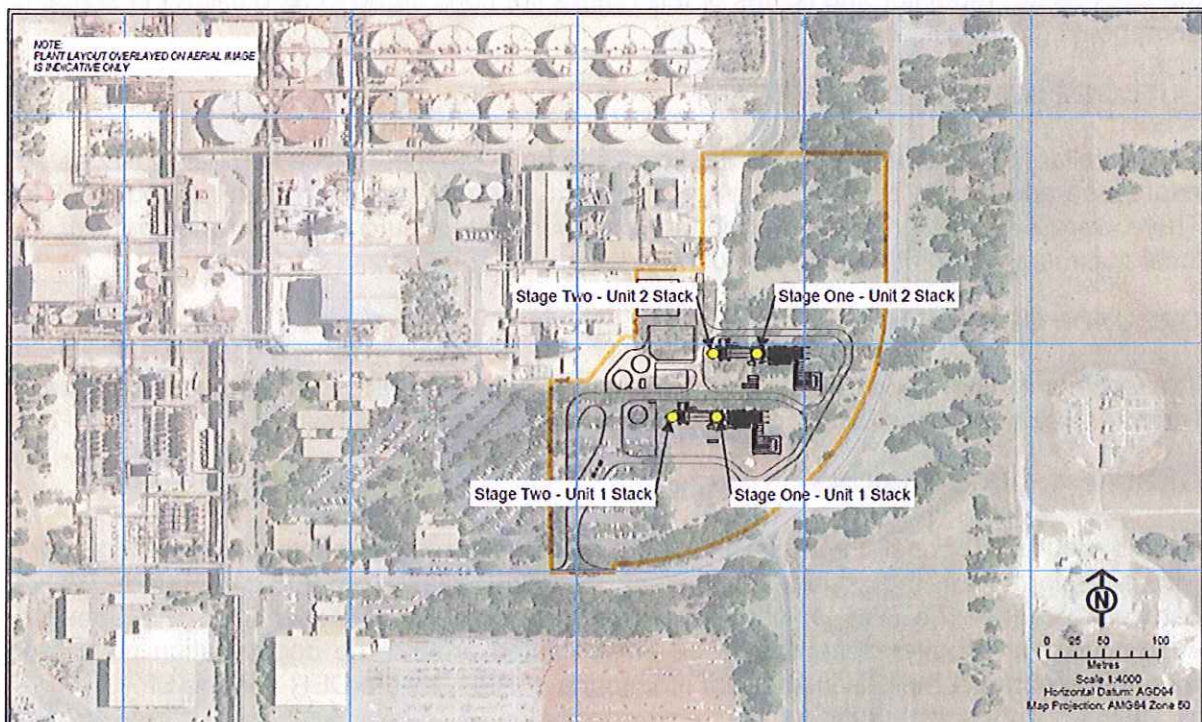 NOTE:
PLANT LAYOUT OVERLAYED ON AERIAL IMAGE
IS INDICATIVE ONLY
Stage Two - Unit 2 Stack
Stage One - Unit 2 Stack
Stage Two - Unit 1 Stack
Stage One - Unit 1 Stack
N
0 25 50 100
Metres
Scale 1:4000
Horizontal Datum: AGD94
Map Projection: AMG84 Zone 50